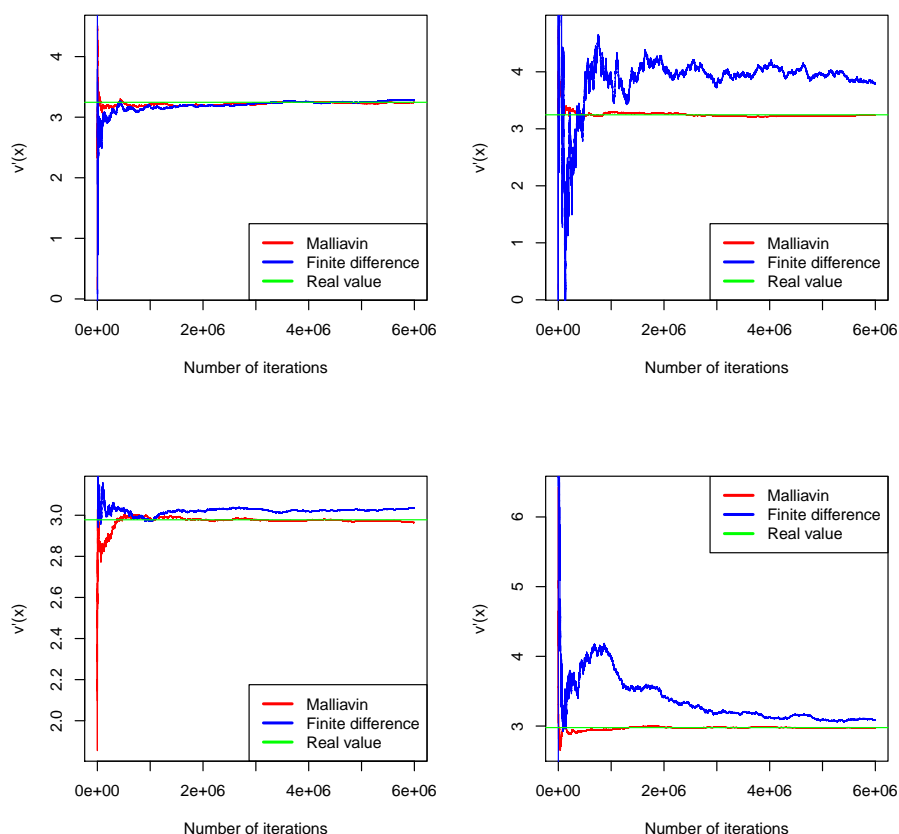 v'(x)
4
3
2
1
0
Malliavin
Finite difference
Real value
0e+00
2e+06
4e+06
6e+06
Number of iterations
v'(x)
4
3
2
1
0
Malliavin
Finite difference
Real value
0e+00
2e+06
4e+06
6e+06
Number of iterations
v'(x)
3.0
2.8
2.6
2.4
2.2
2.0
Malliavin
Finite difference
Real value
0e+00
2e+06
4e+06
6e+06
Number of iterations
v'(x)
6
5
4
3
Malliavin
Finite difference
Real value
0e+00
2e+06
4e+06
6e+06
Number of iterations